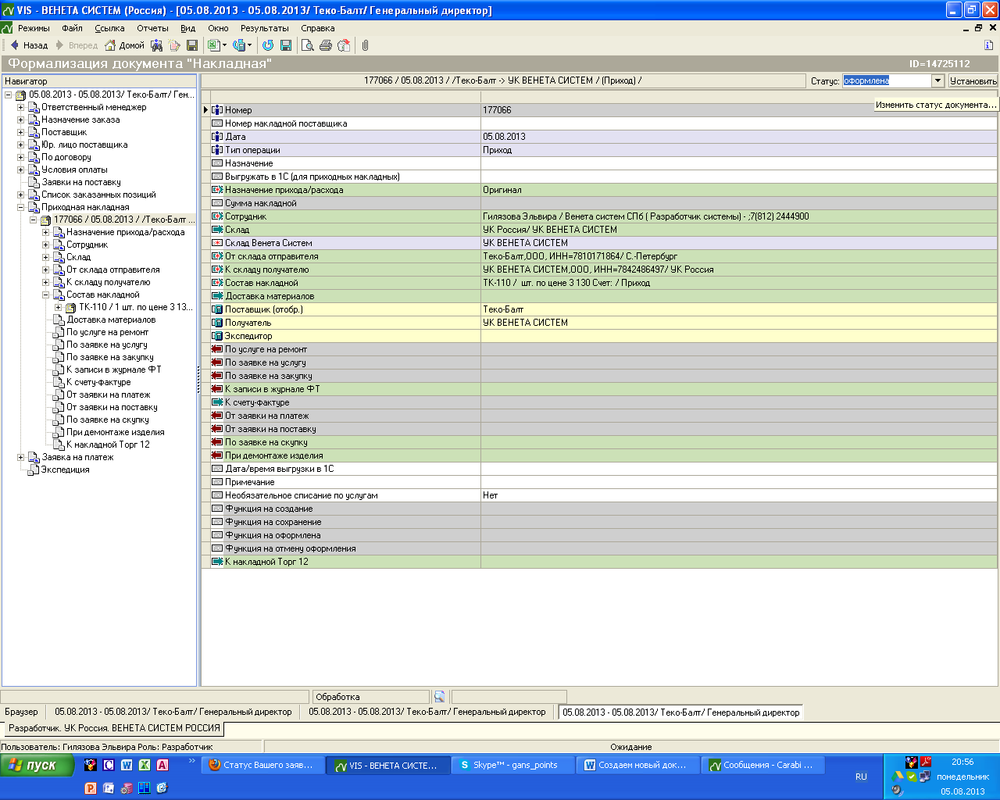 VIS - ВЕНЕТА СИСТЕМ (Россия) - [05.08.2013 - 05.08.2013/ Теко-Балт/ Генеральный директор]
Режимы Файл Ссылка Отчеты Вид Окно Результаты Справка
Назад Вперед Домой
Формализация документа "Накладная" ID=14725112
Навигатор
177066 / 05.08.2013 / /Теко-Балт -> УК ВЕНЕТА СИСТЕМ / (Приход) /
Статус: оформлена Установить
Изменить статус документа...
05.08.2013 - 05.08.2013/ Теко-Балт/ Ген...
Ответственный менеджер
Назначение заказа
Поставщик
Юр. лицо поставщика
По договору
Условия оплаты
Заявки на поставку
Список заказанных позиций
Приходная накладная
177066 / 05.08.2013 / /Теко-Балт ...
Назначение прихода/расхода
Сотрудник
Склад
От склада отправителя
К складу получателю
Состав накладной
ТК-110 / 1 шт. по цене 3 13...
Доставка материалов
По услуге на ремонт
По заявке на услугу
По заявке на закупку
К записи в журнале ФТ
К счету-фактуре
От заявки на платеж
От заявки на поставку
По заявке на скупку
При демонтаже изделия
К накладной Торг 12
Заявка на платеж
Экспедиция
Номер 177066
Номер накладной поставщика
Дата 05.08.2013
Тип операции Приход
Назначение
Выгружать в 1С (для приходных накладных)
Назначение прихода/расхода Оригинал
Сумма накладной
Сотрудник Гилязова Эльвира / Венета систем СПб ( Разработчик системы) - ;7(812) 2444900
Склад УК Россия/ УК ВЕНЕТА СИСТЕМ
Склад Венета Систем УК ВЕНЕТА СИСТЕМ
От склада отправителя Теко-Балт,ООО, ИНН=7810171864/ С.-Петербург
К складу получателю УК ВЕНЕТА СИСТЕМ,ООО, ИНН=7842486497/ УК Россия
Состав накладной ТК-110 / шт. по цене 3 130 Счет: / Приход
Доставка материалов
Поставщик (отобр.) Теко-Балт
Получатель УК ВЕНЕТА СИСТЕМ
Экспедитор
По услуге на ремонт
По заявке на услугу
По заявке на закупку
К записи в журнале ФТ
К счету-фактуре
От заявки на платеж
От заявки на поставку
По заявке на скупку
При демонтаже изделия
Дата/время выгрузки в 1С
Примечание
Необязательное списание по услугам Нет
Функция на создание
Функция на сохранение
Функция на оформлена
Функция на отмену оформления
К накладной Торг 12
Обработка
Браузер 05.08.2013 - 05.08.2013/ Теко-Балт/ Генеральный директор 05.08.2013 - 05.08.2013/ Теко-Балт/ Генеральный директор 05.08.2013 - 05.08.2013/ Теко-Балт/ Генеральный директор
Разработчик. УК Россия. ВЕНЕТА СИСТЕМ РОССИЯ
Пользователь: Гилязова Эльвира Роль: Разработчик Ожидание
пуск Статус Вашего заяв... VIS - ВЕНЕТА СИСТЕ... Skype™ - gans_points Создаем новый док... Сообщения - Carabi ... RU
20:56
понедельник
05.08.2013